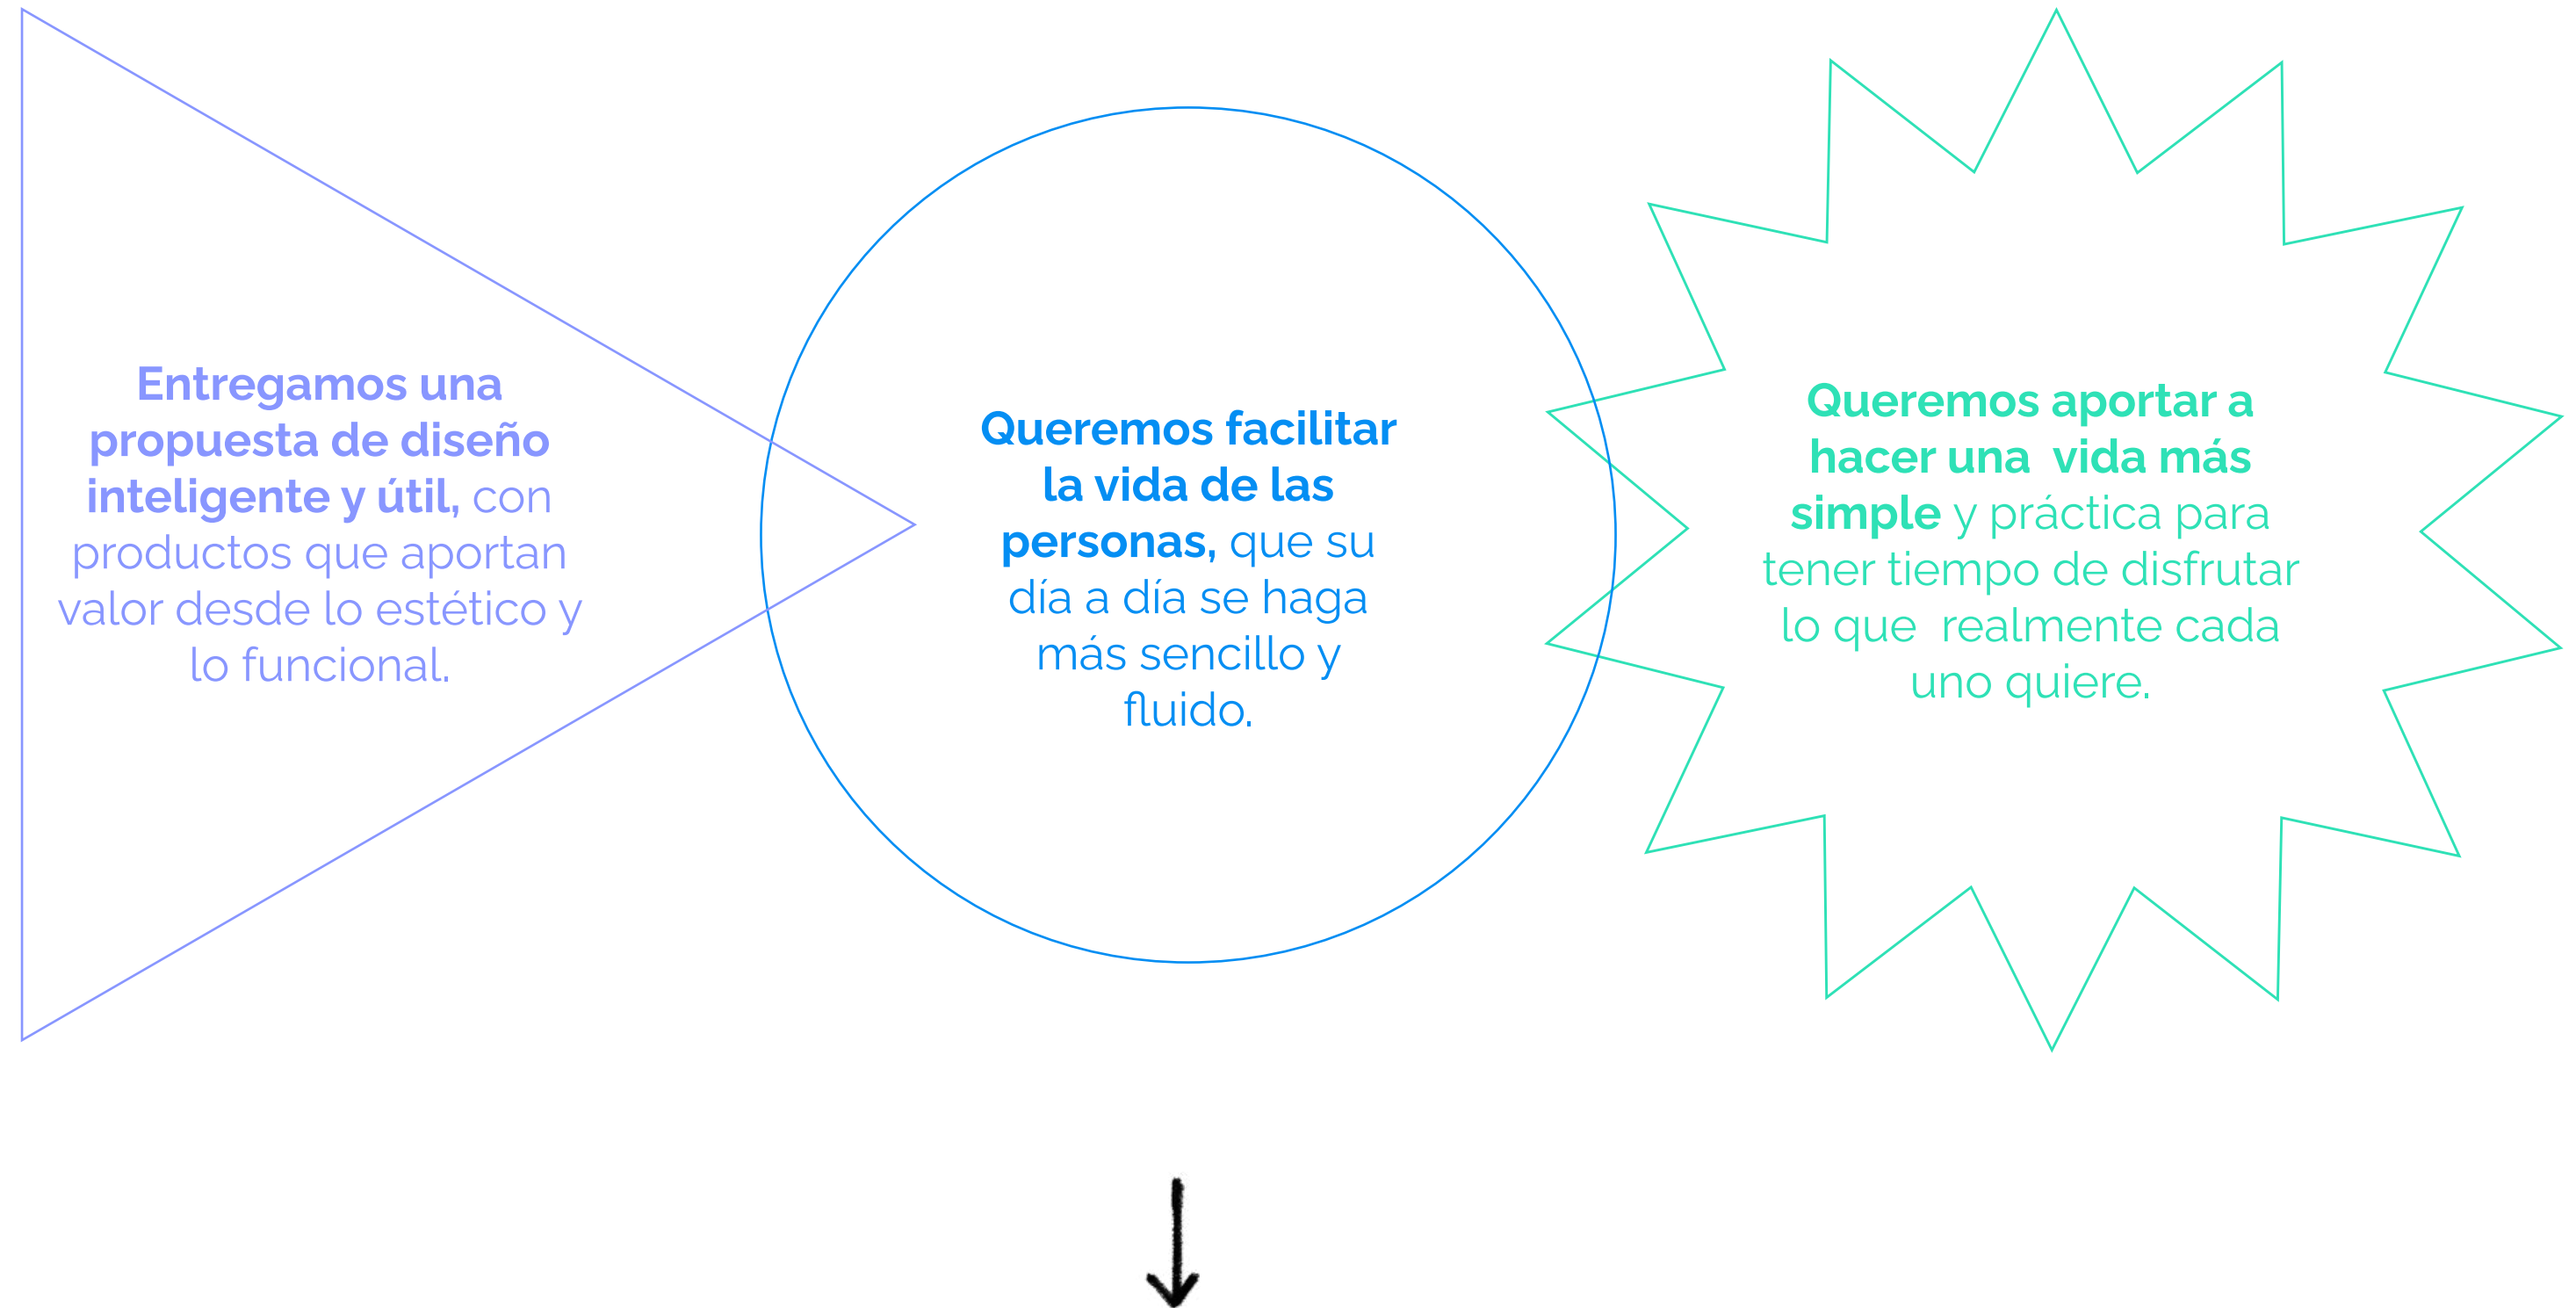 Entregamos una
propuesta de diseño
inteligente y útil, con
productos que aportan
valor desde lo estético y
lo funcional.
Queremos facilitar
la vida de las
personas, que su
día a día se haga
más sencillo y
fluido.
Queremos aportar a
hacer una  vida más
simple y práctica para
tener tiempo de disfrutar
lo que  realmente cada
uno quiere.